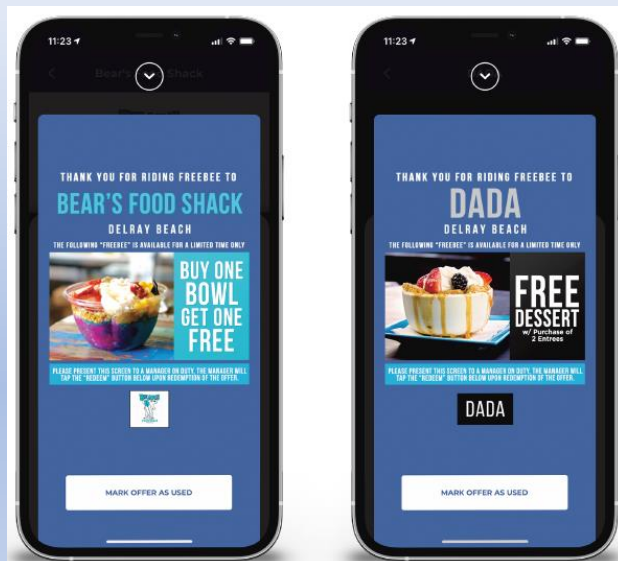 11:23
Bear's Food Shack
THANK YOU FOR RIDING FREEBEE TO
BEAR'S FOOD SHACK
DELRAY BEACH
THE FOLLOWING "FREEBEE" IS AVAILABLE FOR A LIMITED TIME ONLY
BUY ONE
BOWL
GET ONE
FREE
PLEASE PRESENT THIS SCREEN TO A MANAGER ON DUTY, THE MANAGER WILL
TAP THE "REDEEM" BUTTON BELOW UPON REDEMPTION OF THE OFFER.
MARK OFFER AS USED
11:23
THANK YOU FOR RIDING FREEBEE TO
DADA
DELRAY BEACH
THE FOLLOWING "FREEBEE" IS AVAILABLE FOR A LIMITED TIME ONLY
FREE
DESSERT
w/ Purchase of
2 Entrees
PLEASE PRESENT THIS SCREEN TO A MANAGER ON DUTY, THE MANAGER WILL
TAP THE "REDEEM" BUTTON BELOW UPON REDEMPTION OF THE OFFER.
DADA
MARK OFFER AS USED